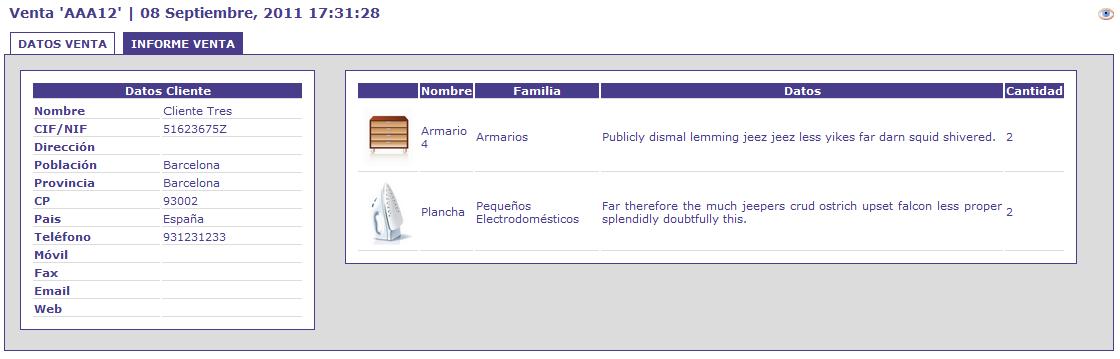 Venta 'AAA12' | 08 Septiembre, 2011 17:31:28
DATOS VENTA
INFORME VENTA
Datos Cliente
Nombre Cliente Tres
CIF/NIF 51623675Z
Dirección
Población Barcelona
Provincia Barcelona
CP 93002
Pais España
Teléfono 931231233
Móvil
Fax
Email
Web
Nombre Familia Datos Cantidad
Armario
4
Armarios
Publicly dismal lemming jeez jeez less yikes far darn squid shivered.
2
Plancha
Pequeños
Electrodomésticos
Far therefore the much jeepers crud ostrich upset falcon less proper
splendidly doubtfully this.
2